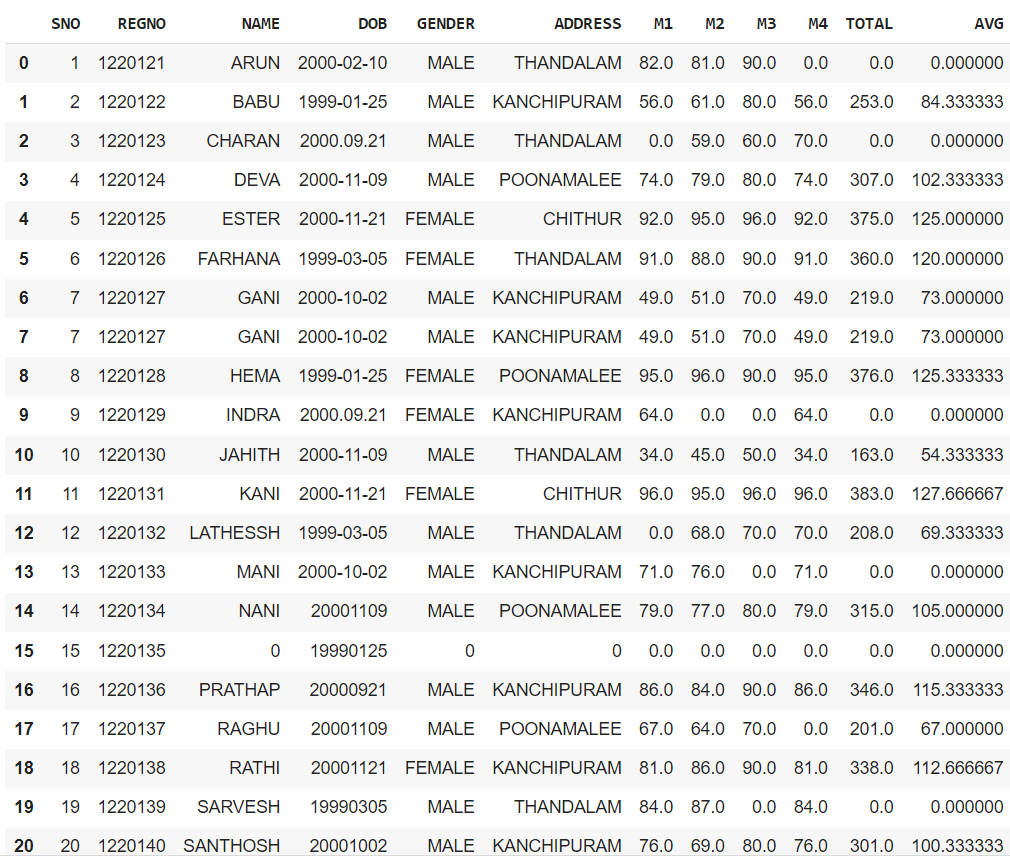 SNO REGNO NAME DOB GENDER ADDRESS M1 M2 M3 M4 TOTAL AVG
0 1 1220121 ARUN 2000-02-10 MALE THANDALAM 82.0 81.0 90.0 0.0 0.0 0.000000
1 2 1220122 BABU 1999-01-25 MALE KANCHIPURAM 56.0 61.0 80.0 56.0 253.0 84.333333
2 3 1220123 CHARAN 2000.09.21 MALE THANDALAM 0.0 59.0 60.0 70.0 0.0 0.000000
3 4 1220124 DEVA 2000-11-09 MALE POONAMALEE 74.0 79.0 80.0 74.0 307.0 102.333333
4 5 1220125 ESTER 2000-11-21 FEMALE CHITHUR 92.0 95.0 96.0 92.0 375.0 125.000000
5 6 1220126 FARHANA 1999-03-05 FEMALE THANDALAM 91.0 88.0 90.0 91.0 360.0 120.000000
6 7 1220127 GANI 2000-10-02 MALE KANCHIPURAM 49.0 51.0 70.0 49.0 219.0 73.000000
7 7 1220127 GANI 2000-10-02 MALE KANCHIPURAM 49.0 51.0 70.0 49.0 219.0 73.000000
8 8 1220128 HEMA 1999-01-25 FEMALE POONAMALEE 95.0 96.0 90.0 95.0 376.0 125.333333
9 9 1220129 INDRA 2000.09.21 FEMALE KANCHIPURAM 64.0 0.0 0.0 64.0 0.0 0.000000
10 10 1220130 JAHITH 2000-11-09 MALE THANDALAM 34.0 45.0 50.0 34.0 163.0 54.333333
11 11 1220131 KANI 2000-11-21 FEMALE CHITHUR 96.0 95.0 96.0 96.0 383.0 127.666667
12 12 1220132 LATHESSH 1999-03-05 MALE THANDALAM 0.0 68.0 70.0 70.0 208.0 69.333333
13 13 1220133 MANI 2000-10-02 MALE KANCHIPURAM 71.0 76.0 0.0 71.0 0.0 0.000000
14 14 1220134 NANI 20001109 MALE POONAMALEE 79.0 77.0 80.0 79.0 315.0 105.000000
15 15 1220135 0 19990125 0 0 0.0 0.0 0.0 0.0 0.0 0.000000
16 16 1220136 PRATHAP 20000921 MALE KANCHIPURAM 86.0 84.0 90.0 86.0 346.0 115.333333
17 17 1220137 RAGHU 20001109 MALE POONAMALEE 67.0 64.0 70.0 0.0 201.0 67.000000
18 18 1220138 RATHI 20001121 FEMALE KANCHIPURAM 81.0 86.0 90.0 81.0 338.0 112.666667
19 19 1220139 SARVESH 19990305 MALE THANDALAM 84.0 87.0 0.0 84.0 0.0 0.000000
20 20 1220140 SANTHOSH 20001002 MALE KANCHIPURAM 76.0 69.0 80.0 76.0 301.0 100.333333